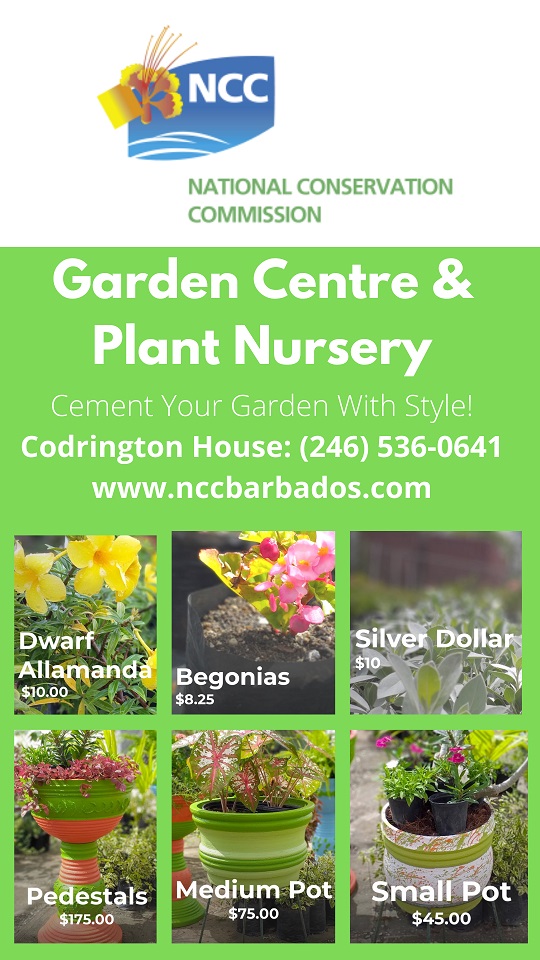 NCC
NATIONAL CONSERVATION
COMMISSION
Garden Centre &
Plant Nursery
Cement Your Garden With Style!
Codrington House: (246) 536-0641
www.nccbarbados.com
Dwarf
Allamanda
$10.00
Begonias
$8.25
Silver Dollar
$10
Pedestals
$175.00
Medium Pot
$75.00
Small Pot
$45.00